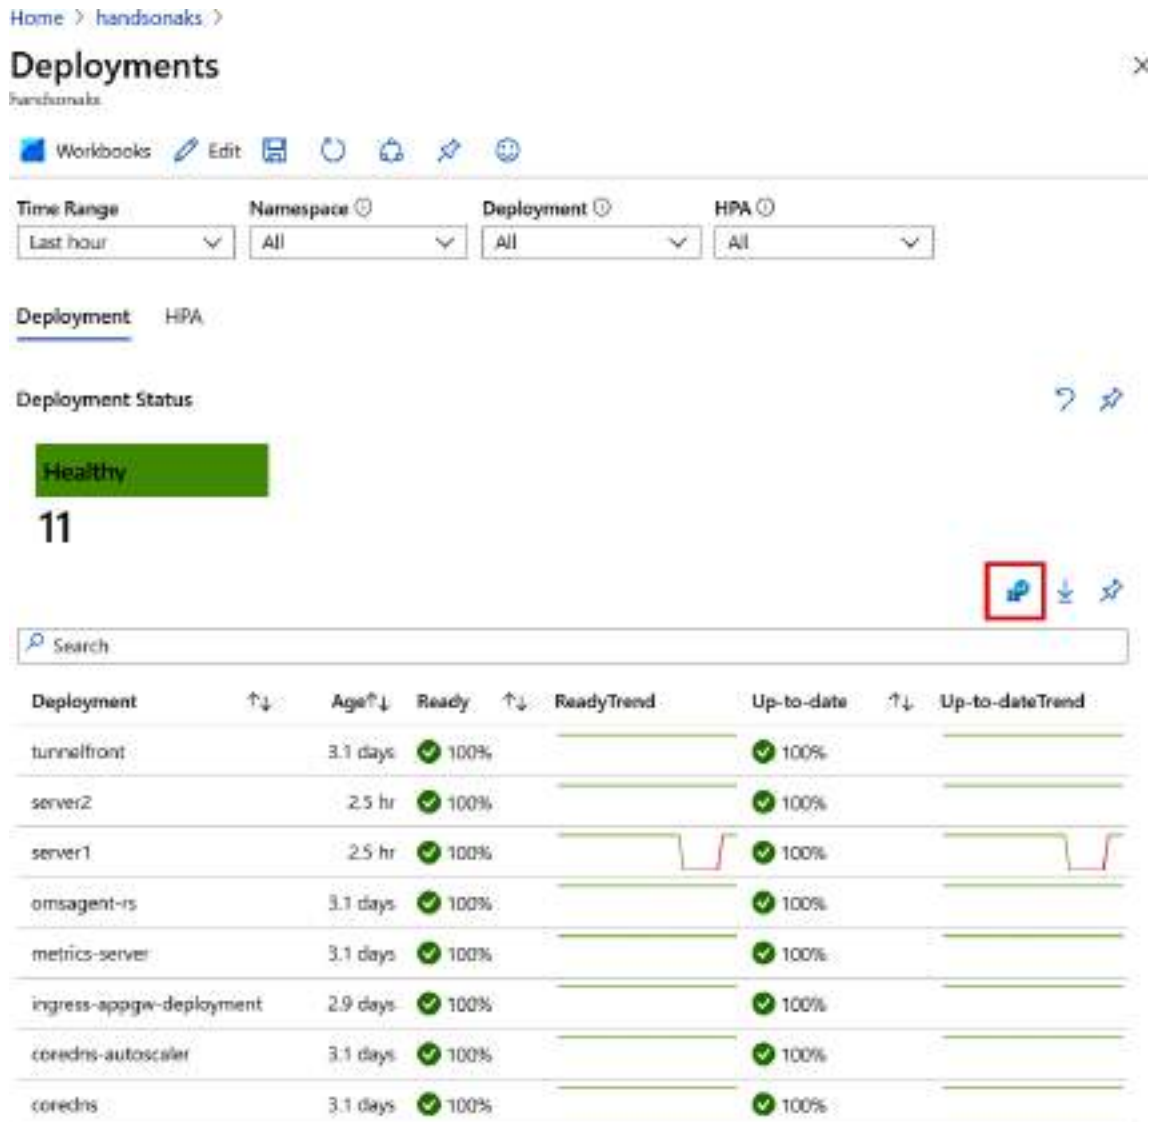 Home > handsonaks >
Deployments
handsonaks
Workbooks Edit
Time Range Namespace Deployment HPA
Last hour All All All
Deployment HPA
Deployment Status
Healthy
11
Search
Deployment ↑↓ Age↑↓ Ready ↑↓ ReadyTrend Up-to-date ↑↓ Up-to-dateTrend
tunnelfront 3.1 days 100% 100%
server2 2.5 hr 100% 100%
server1 2.5 hr 100% 100%
omsagent-rs 3.1 days 100% 100%
metrics-server 3.1 days 100% 100%
ingress-appgw-deployment 2.9 days 100% 100%
coredns-autoscaler 3.1 days 100% 100%
coredns 3.1 days 100% 100%